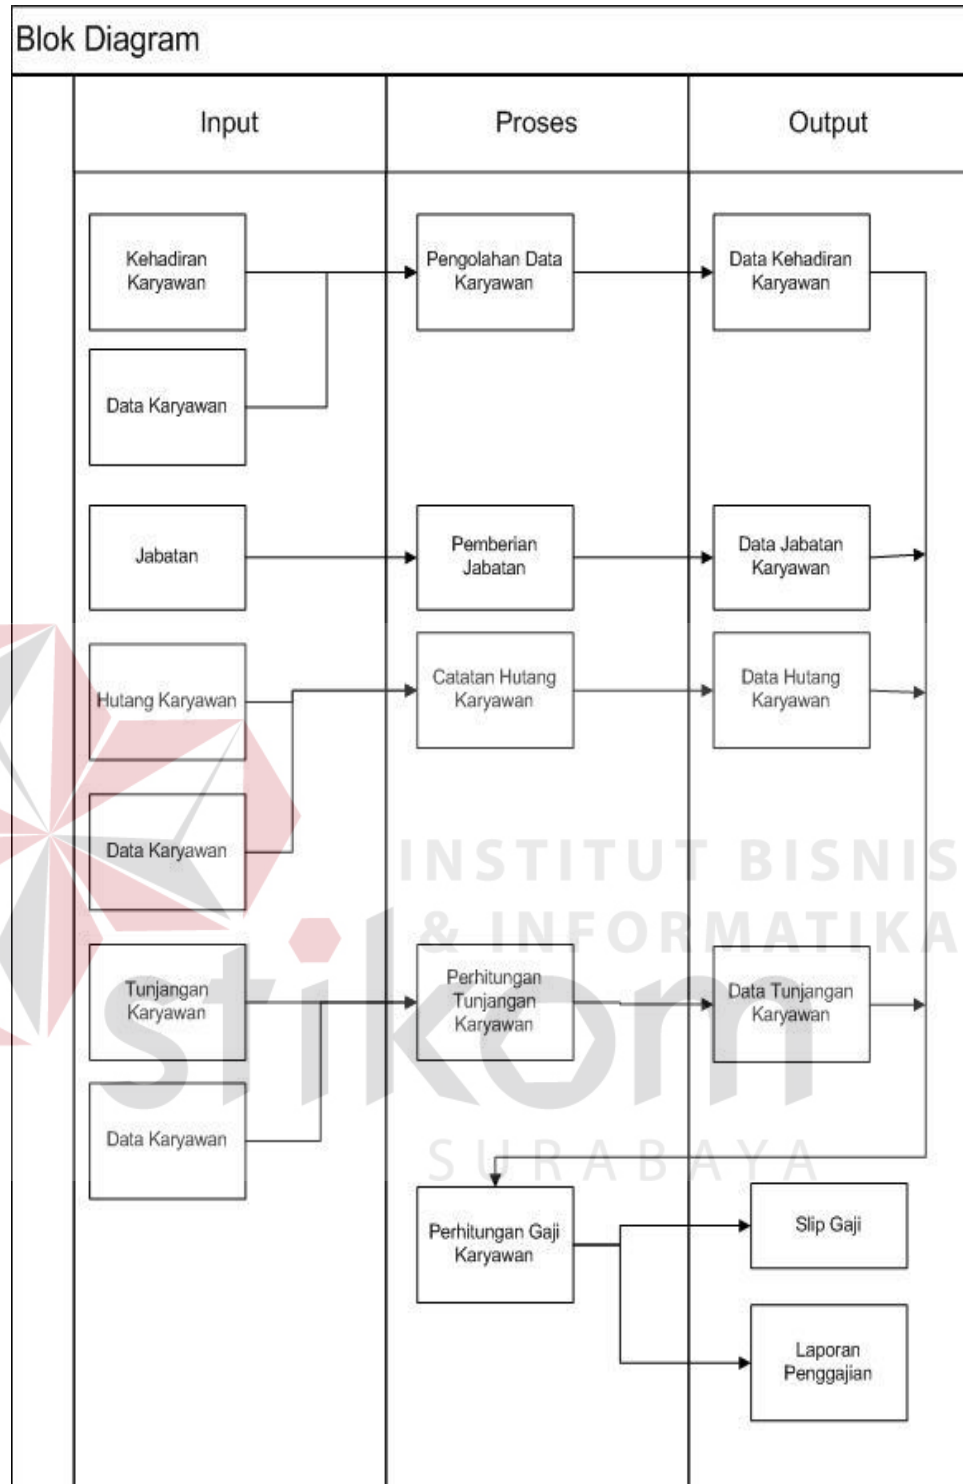 Blok Diagram
Input
Proses
Output
Kehadiran
Karyawan
Pengolahan Data
Karyawan
Data Kehadiran
Karyawan
Data Karyawan
Jabatan
Pemberian
Jabatan
Data Jabatan
Karyawan
Hutang Karyawan
Catatan Hutang
Karyawan
Data Hutang
Karyawan
Data Karyawan
INSTITUT BISNIS
& INFORMATIKA
stikom
SURABAYA
Tunjangan
Karyawan
Perhitungan
Tunjangan
Karyawan
Data Tunjangan
Karyawan
Data Karyawan
Perhitungan Gaji
Karyawan
Slip Gaji
Laporan
Penggajian